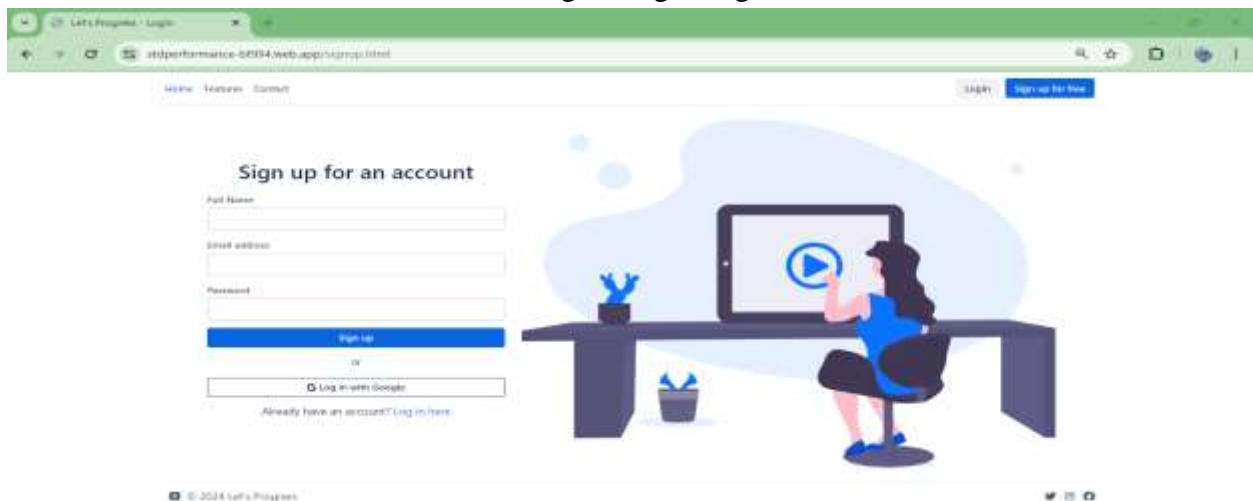 Let's Progress - Login
stdperformance-bf994.web.app/signup.html
Home Features Contact
Login Sign up for free
Sign up for an account
Full Name
Email address
Password
Sign up
or
G Log in with Google
Already have an account? Log in here
© 2024 Let's Progress